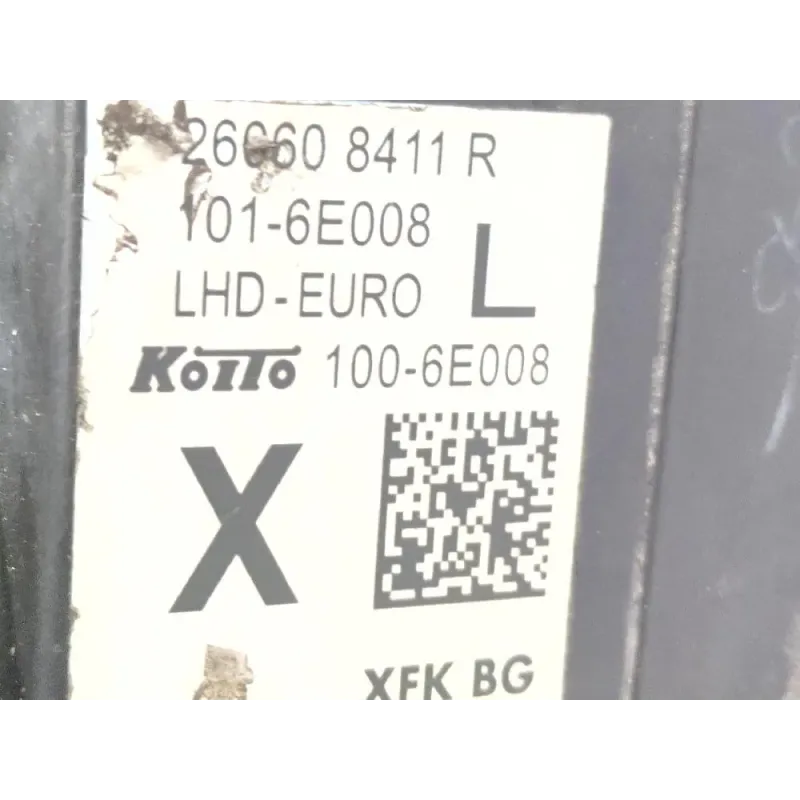 26060 8411 R
101-6E008
LHD-EURO L
KOITO 100-6E008
X
XFK BG